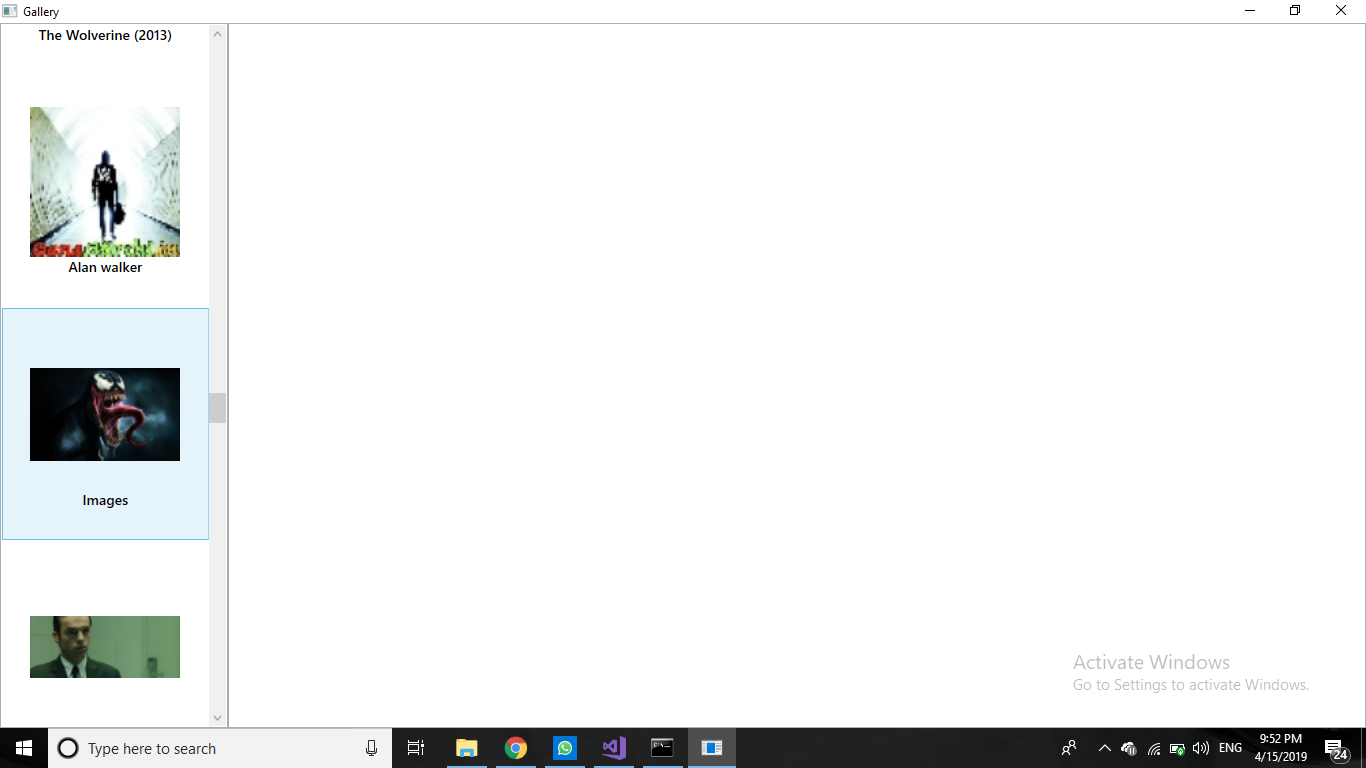 Gallery
The Wolverine (2013)
Alan walker
Images
Activate Windows
Go to Settings to activate Windows.
Type here to search
ENG
9:52 PM
4/15/2019
24